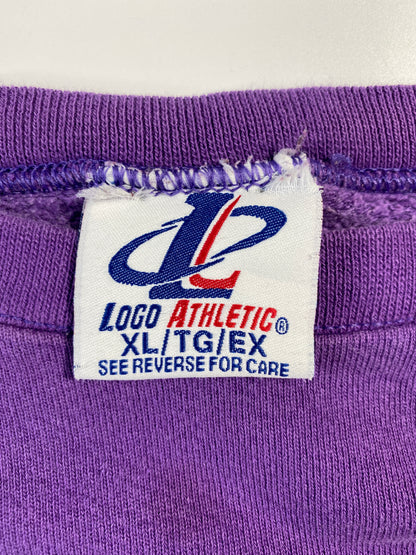 LOGO ATHLETIC®
XL/TG/EX
SEE REVERSE FOR CARE